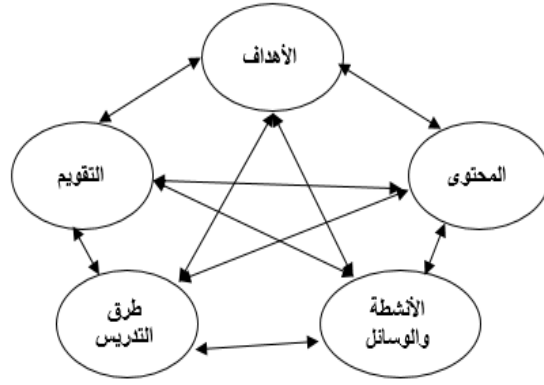 الأهداف
المحتوى
التقويم
الأنشطة
والوسائل
طرق
التدريس